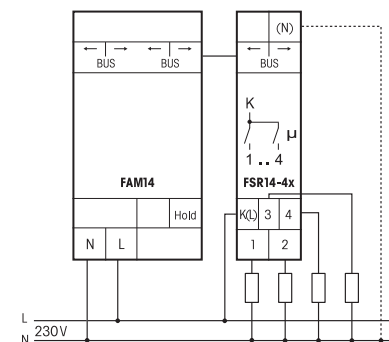 (N)
← → ← →
BUS BUS
← →
BUS
K
µ
1 .. 4
FAM14
FSR14-4x
Hold
K(L) 3 4
N L
1 2
L
230V
N